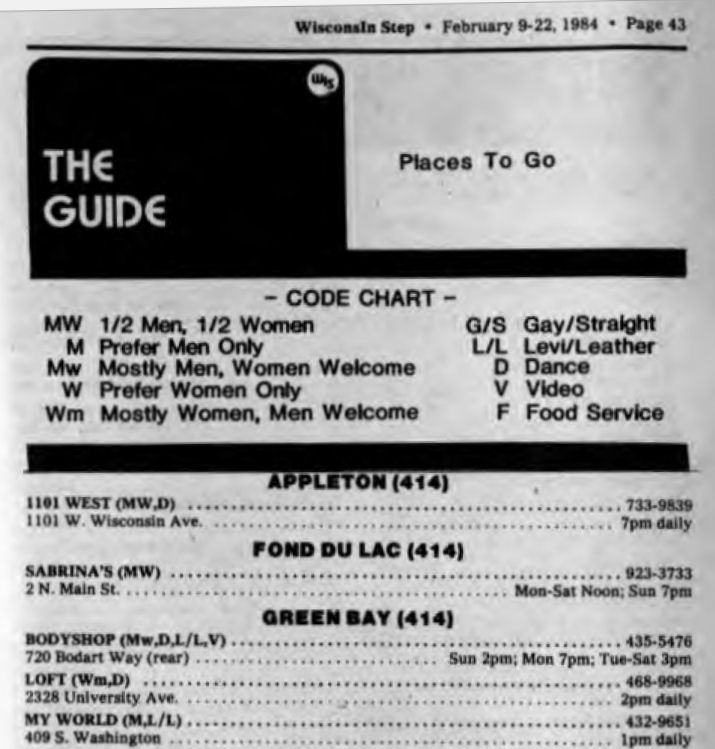 Wisconsin Step • February 9-22, 1984 • Page 43
WIS
THE
GUIDE
Places To Go
- CODE CHART -
MW 1/2 Men, 1/2 Women
M Prefer Men Only
Mw Mostly Men, Women Welcome
W Prefer Women Only
Wm Mostly Women, Men Welcome
G/S Gay/Straight
L/L Levi/Leather
D Dance
V Video
F Food Service
APPLETON (414)
1101 WEST (MW,D) ........ 733-9839
1101 W. Wisconsin Ave. ........ 7pm daily
FOND DU LAC (414)
SABRINA'S (MW) ........ 923-3733
2 N. Main St. ........ Mon-Sat Noon; Sun 7pm
GREEN BAY (414)
BODYSHOP (Mw,D,L/L,V) ........ 435-5476
720 Bodart Way (rear) ........ Sun 2pm; Mon 7pm; Tue-Sat 3pm
LOFT (Wm,D) ........ 468-9968
2328 University Ave. ........ 2pm daily
MY WORLD (M,L/L) ........ 432-9651
409 S. Washington ........ 1pm daily